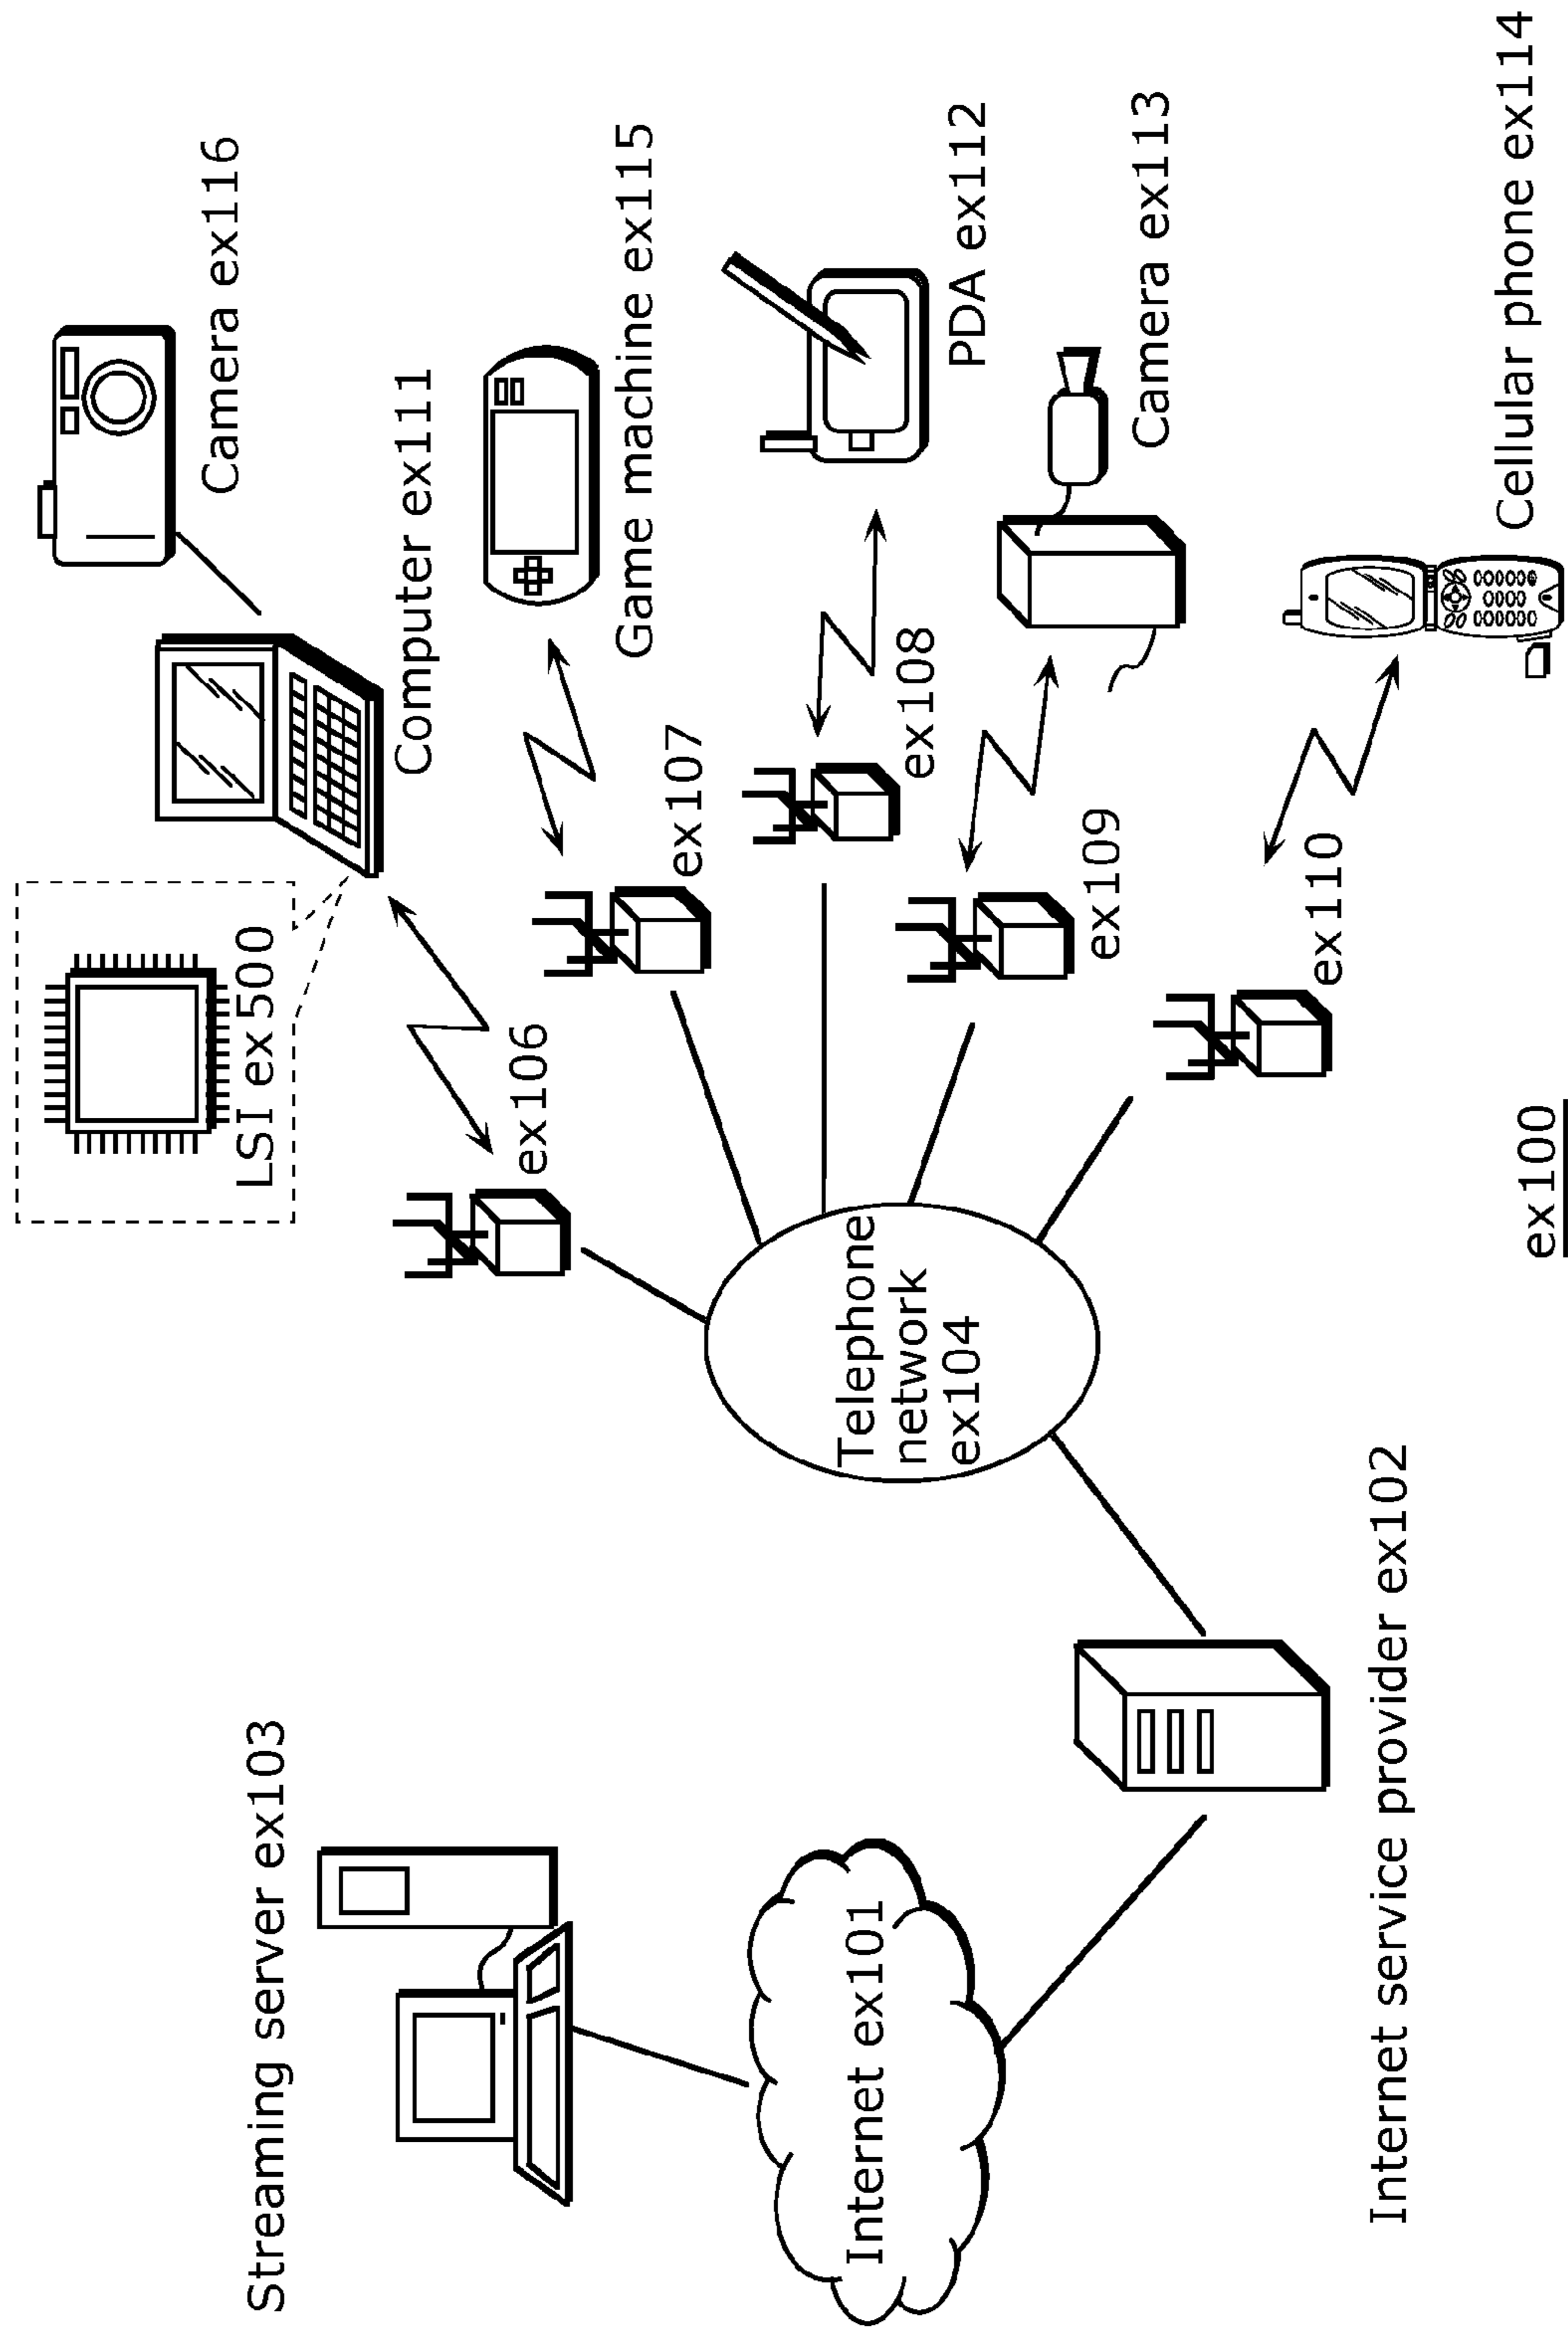 Streaming server ex103
Internet ex101
Internet service provider ex102
Telephone
network
ex104
LSI ex500
ex106
ex107
ex108
ex109
ex110
Camera ex116
Computer ex111
Game machine ex115
PDA ex112
Camera ex113
Cellular phone ex114
ex100